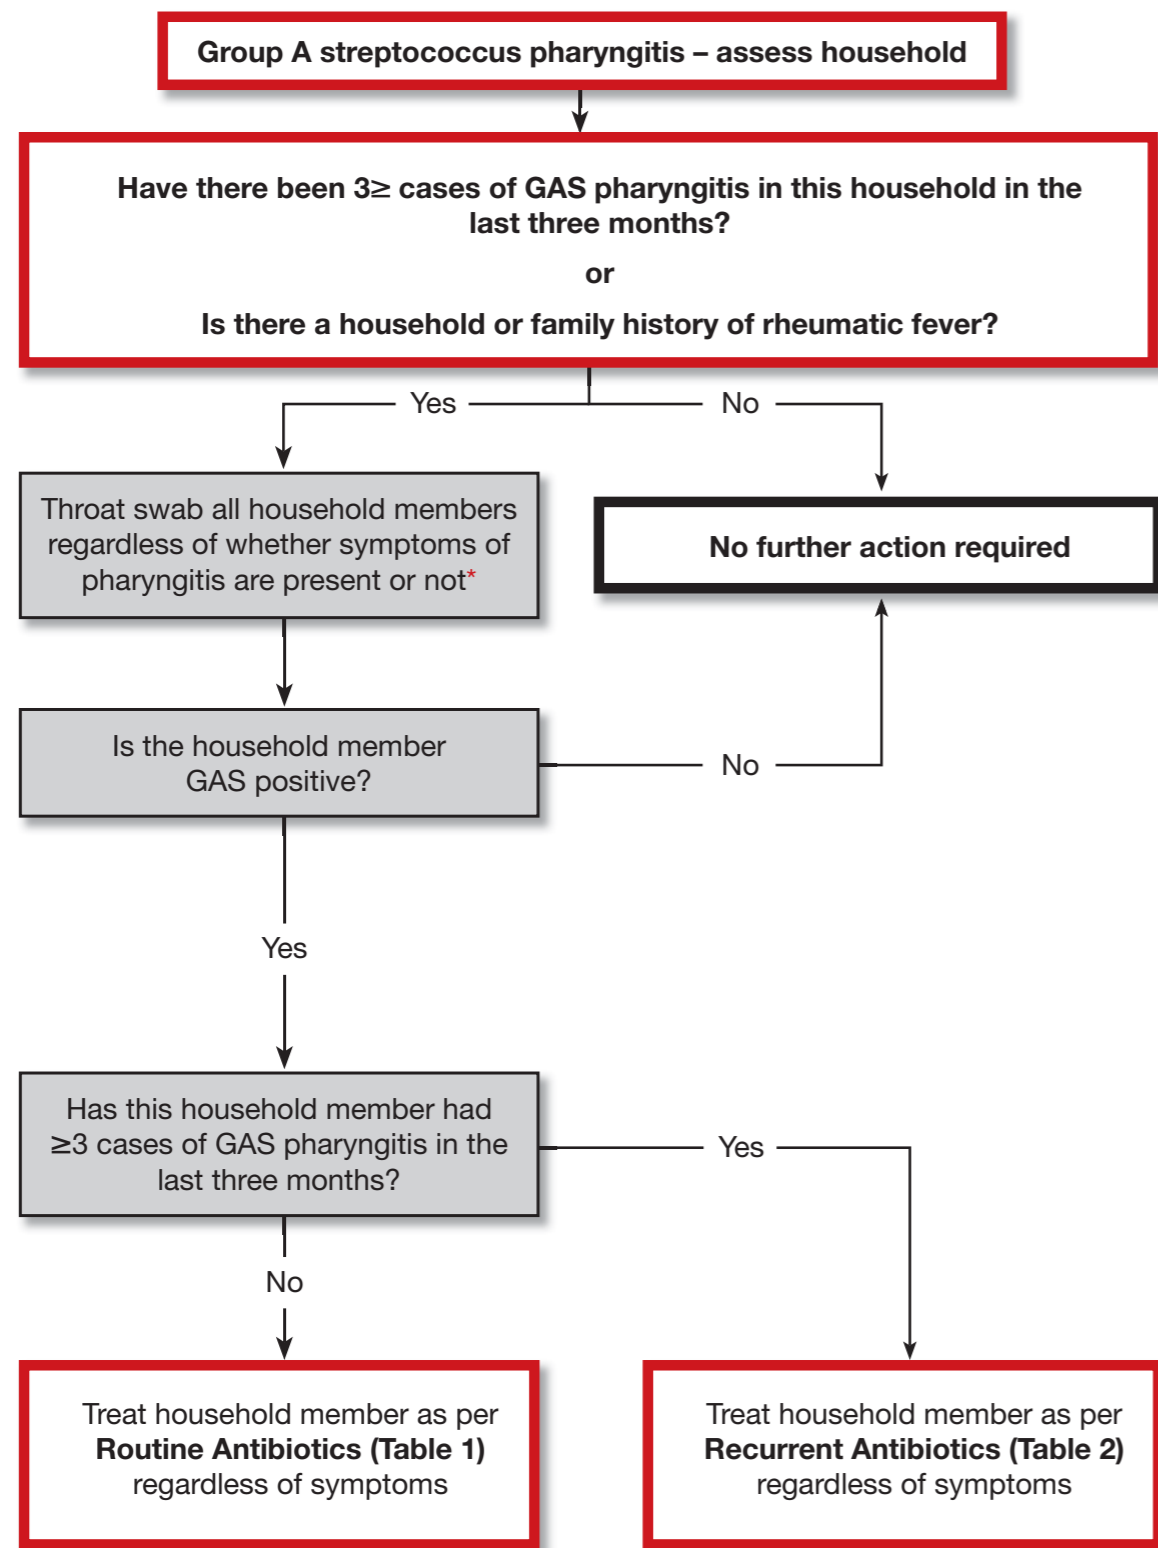 Group A streptococcus pharyngitis – assess household
Have there been 3≥ cases of GAS pharyngitis in this household in the
last three months?
or
Is there a household or family history of rheumatic fever?
Yes
No
Throat swab all household members
regardless of whether symptoms of
pharyngitis are present or not*
No further action required
Is the household member
GAS positive?
No
Yes
Has this household member had
≥3 cases of GAS pharyngitis in the
last three months?
Yes
No
Treat household member as per
Routine Antibiotics (Table 1)
regardless of symptoms
Treat household member as per
Recurrent Antibiotics (Table 2)
regardless of symptoms